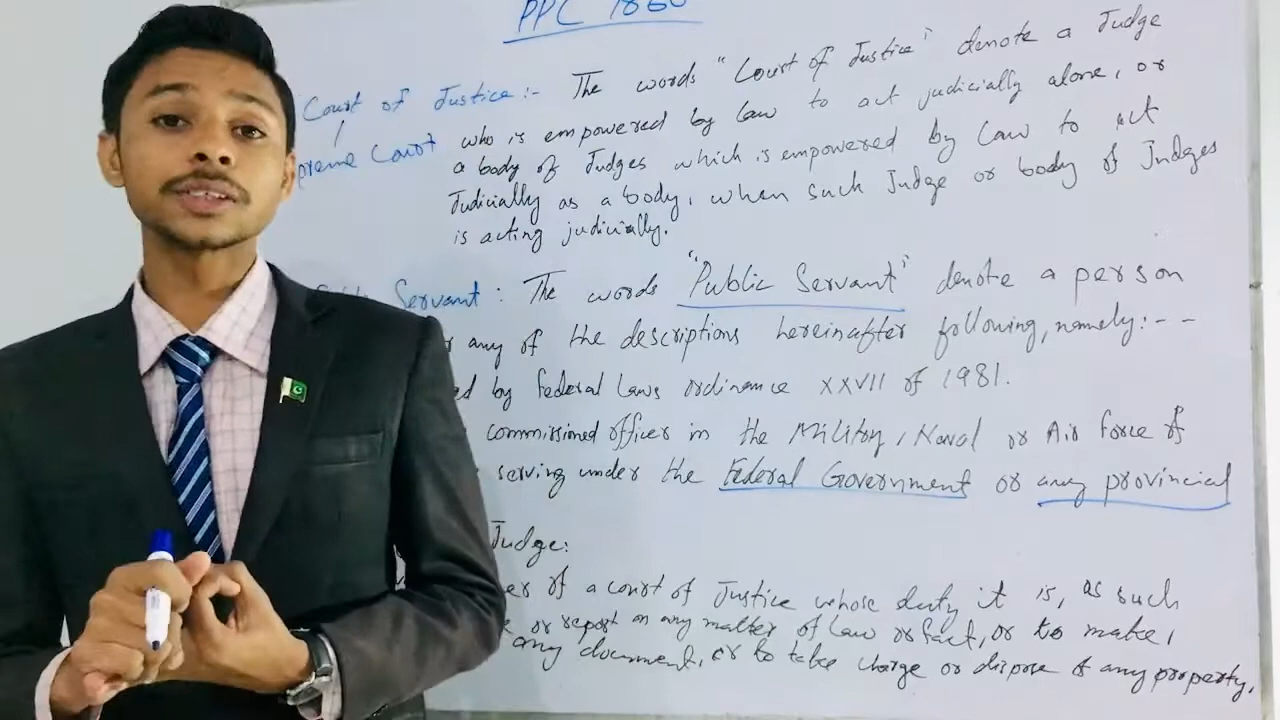 PPC 1860
Court of Justice:- The words "Court of Justice" denote a Judge
preme Court who is empowered by law to act judicially alone, or
a body of Judges which is empowered by Law to act
Judicially as a body, when such Judge or body of Judges
is acting judicially.
Servant: The words "Public Servant" denote a person
any of the descriptions hereinafter following, namely:--
ed by Federal Laws ordinance XXVII of 1981.
commissioned officer in the Military, Naval or Air force of
serving under the Federal Government or any provincial
Judge:
er of a court of Justice whose duty it is, as such
or report on any matter of law or fact, or to make,
any document, or to take charge or dispose of any property,